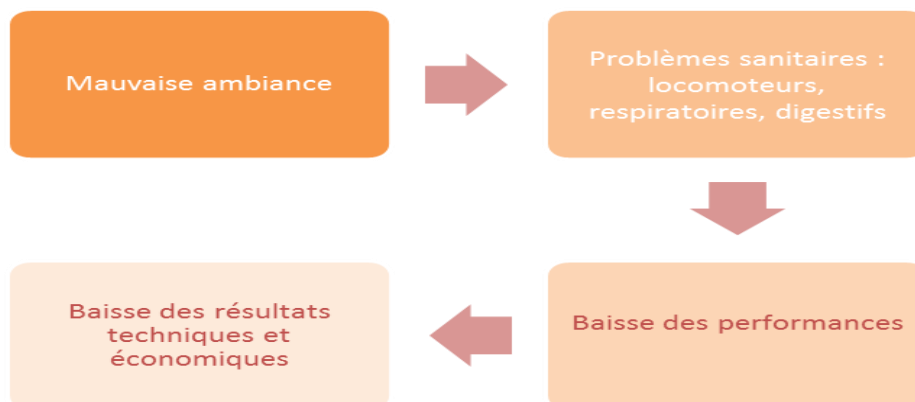 Mauvaise ambiance
Problèmes sanitaires :
locomoteurs,
respiratoires, digestifs
Baisse des performances
Baisse des résultats
techniques et
économiques